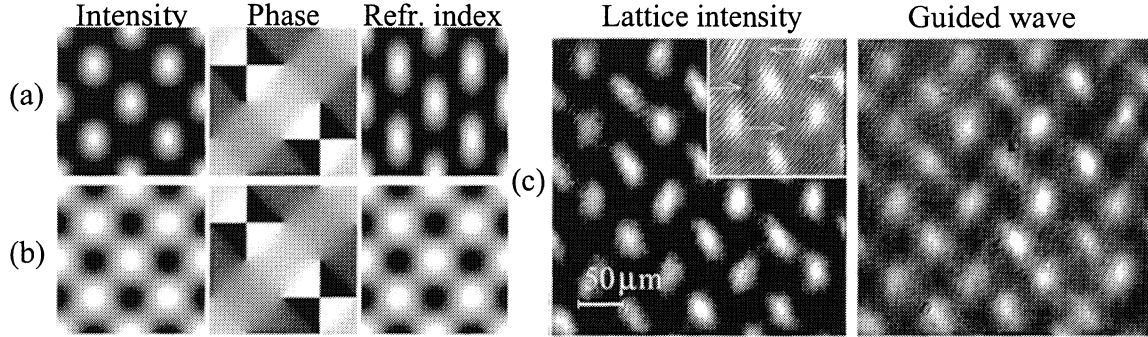 Intensity Phase Refr. index
Lattice intensity Guided wave
(a)
(b)
(c)
50μm